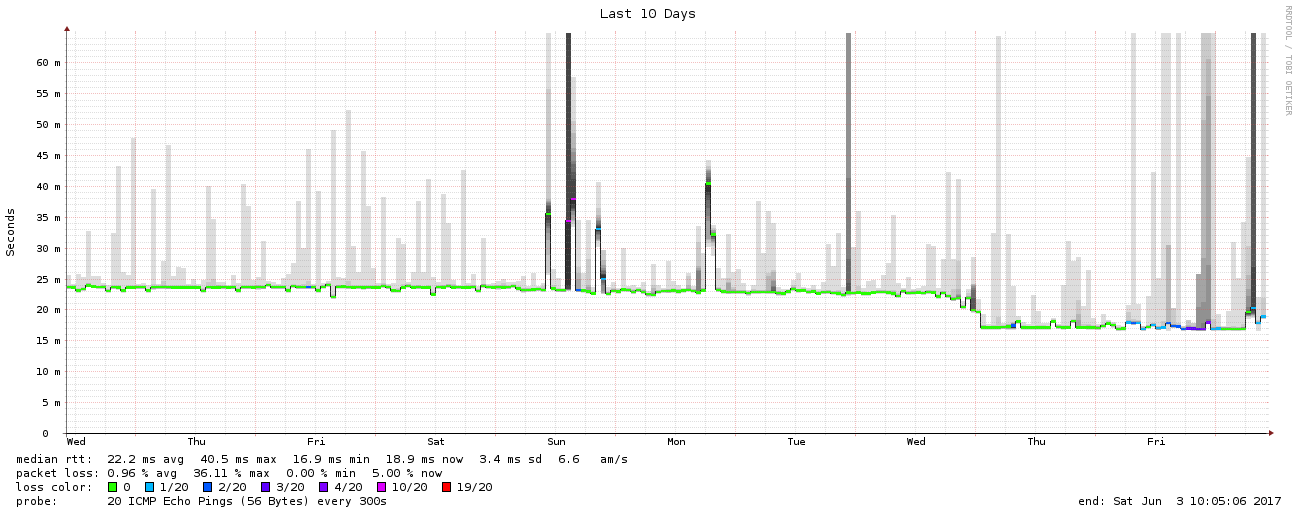 Last 10 Days
RRDTOOL / TOBI OETIKER
Seconds
60 m
55 m
50 m
45 m
40 m
35 m
30 m
25 m
20 m
15 m
10 m
5 m
0
Wed Thu Fri Sat Sun Mon Tue Wed Thu Fri
median rtt: 22.2 ms avg 40.5 ms max 16.9 ms min 18.9 ms now 3.4 ms sd 6.6 am/s
packet loss: 0.96 % avg 36.11 % max 0.00 % min 5.00 % now
loss color: 0 1/20 2/20 3/20 4/20 10/20 19/20
probe: 20 ICMP Echo Pings (56 Bytes) every 300s end: Sat Jun 3 10:05:06 2017